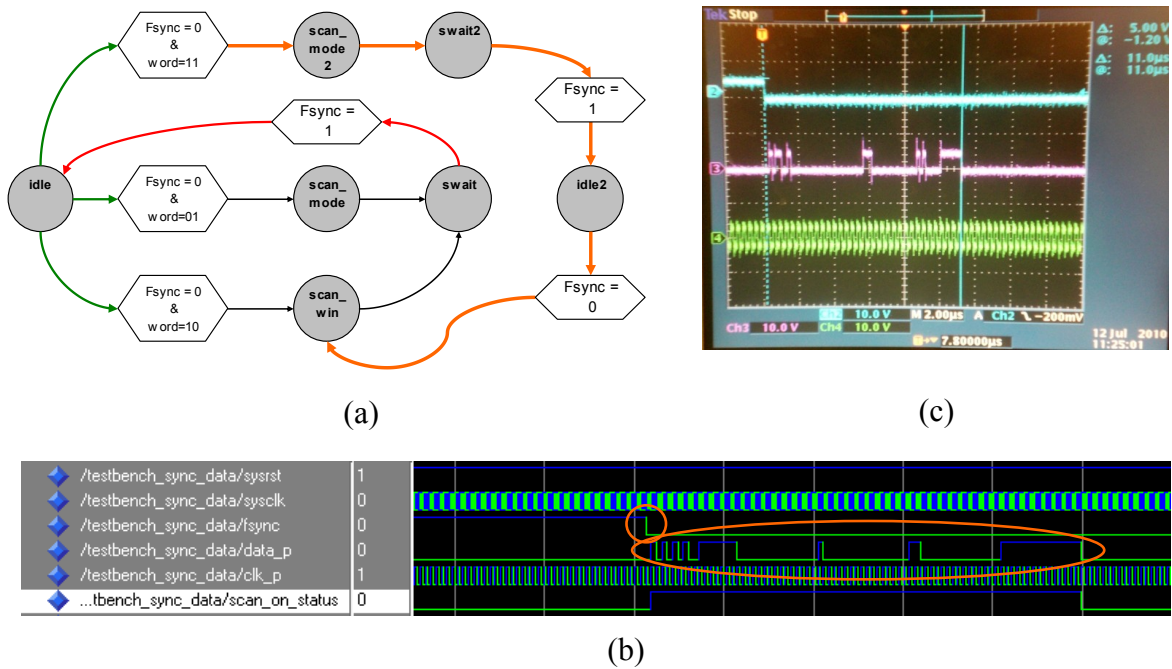 Fsync = 0
&
word=11
scan_
mode
2
swait2
Fsync =
1
Fsync =
1
idle
Fsync = 0
&
word=01
scan_
mode
swait
idle2
Fsync = 0
&
word=10
scan_
win
Fsync =
0
(a)
Tek Stop
Δ: 5.00 V
@: -1.20 V
Δ: 11.0µs
@: 11.0µs
2
3
4
Ch2 10.0 V M 2.00µs A Ch2 -200mV
Ch3 10.0 V Ch4 10.0 V
7.80000µs
12 Jul 2010
11:25:01
(c)
/testbench_sync_data/sysrst 1
/testbench_sync_data/sysclk 0
/testbench_sync_data/fsync 0
/testbench_sync_data/data_p 0
/testbench_sync_data/clk_p 1
...tbench_sync_data/scan_on_status 0
(b)